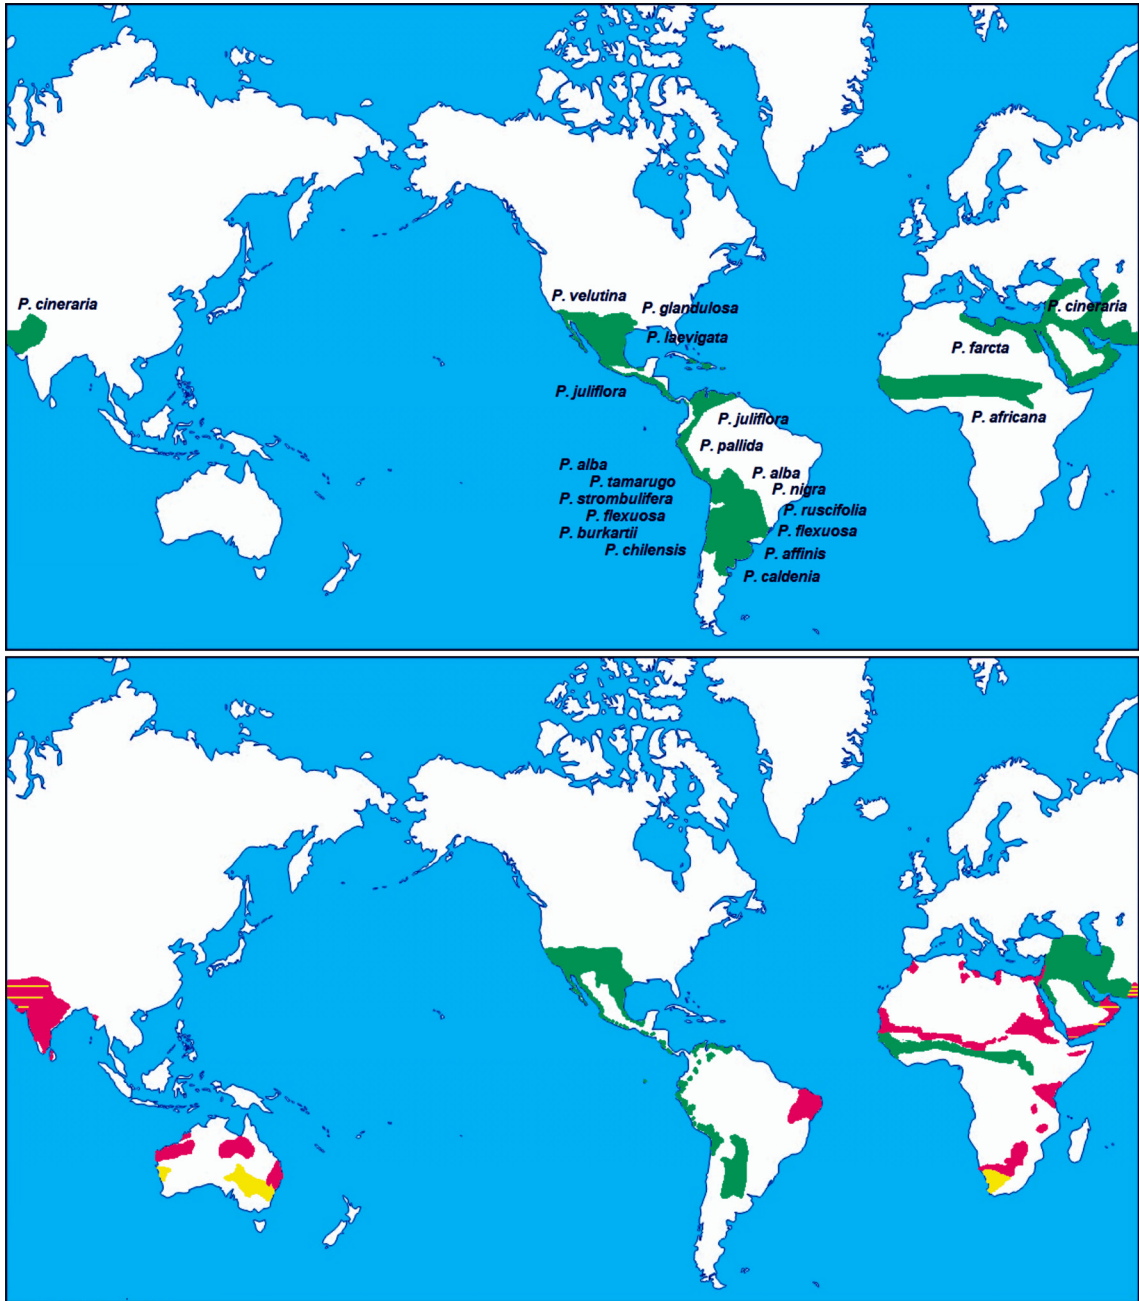 P. cineraria
P. velutina
P. glandulosa
P. laevigata
P. cineraria
P. farcta
P. juliflora
P. juliflora
P. africana
P. pallida
P. alba
P. tamarugo
P. strombulifera
P. flexuosa
P. burkartii
P. chilensis
P. alba
P. nigra
P. ruscifolia
P. flexuosa
P. affinis
P. caldenia